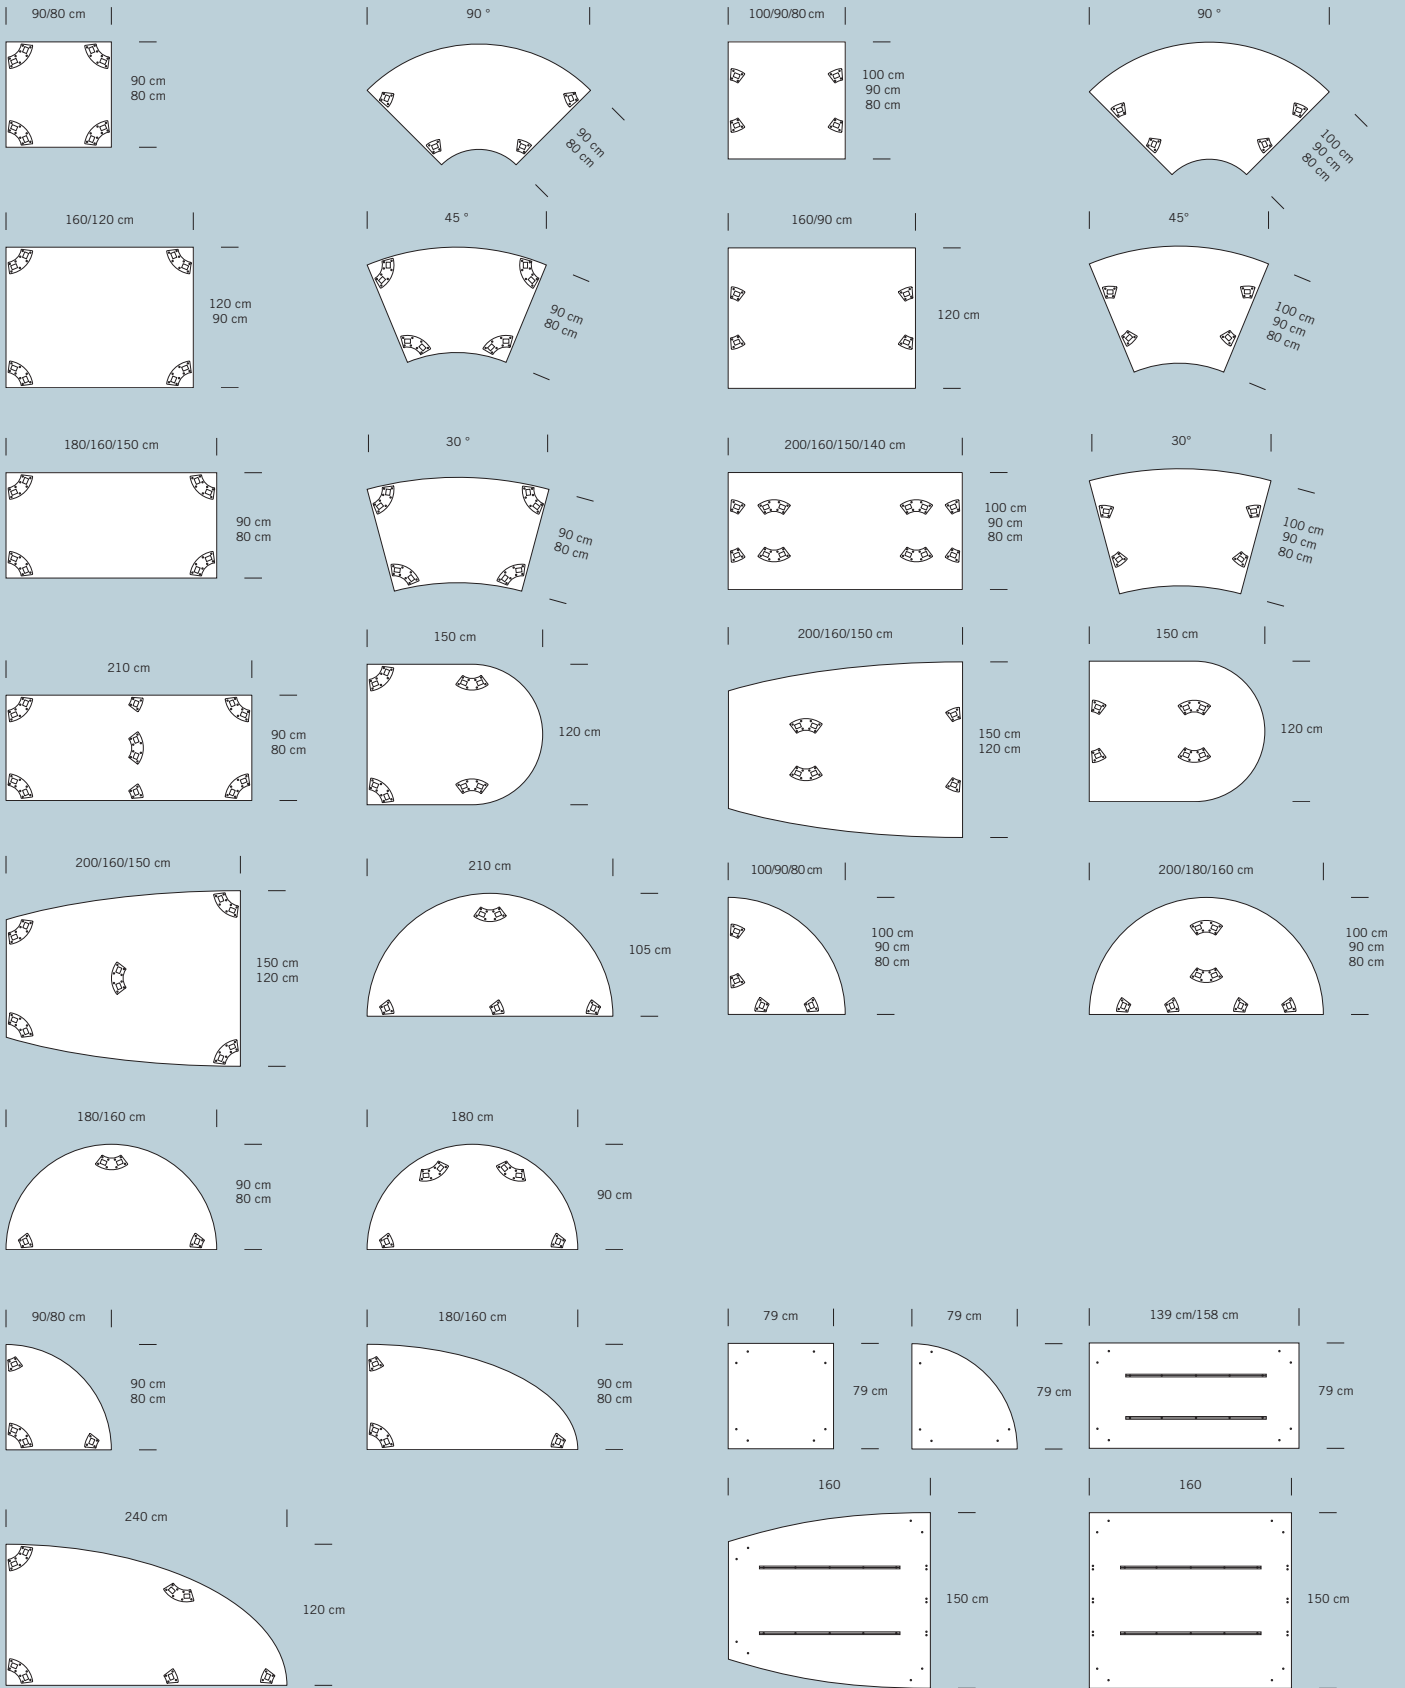 90/80 cm
90 °
100/90/80 cm
90 °
90 cm
80 cm
90 cm
80 cm
100 cm
90 cm
80 cm
100 cm
90 cm
80 cm
160/120 cm
45 °
160/90 cm
45°
120 cm
90 cm
90 cm
80 cm
120 cm
100 cm
90 cm
80 cm
180/160/150 cm
30 °
200/160/150/140 cm
30°
90 cm
80 cm
90 cm
80 cm
100 cm
90 cm
80 cm
100 cm
90 cm
80 cm
210 cm
150 cm
200/160/150 cm
150 cm
90 cm
80 cm
120 cm
150 cm
120 cm
120 cm
200/160/150 cm
210 cm
100/90/80 cm
200/180/160 cm
150 cm
120 cm
105 cm
100 cm
90 cm
80 cm
100 cm
90 cm
80 cm
180/160 cm
180 cm
90 cm
80 cm
90 cm
90/80 cm
180/160 cm
79 cm
79 cm
139 cm/158 cm
90 cm
80 cm
90 cm
80 cm
79 cm
79 cm
79 cm
240 cm
160
160
120 cm
150 cm
150 cm